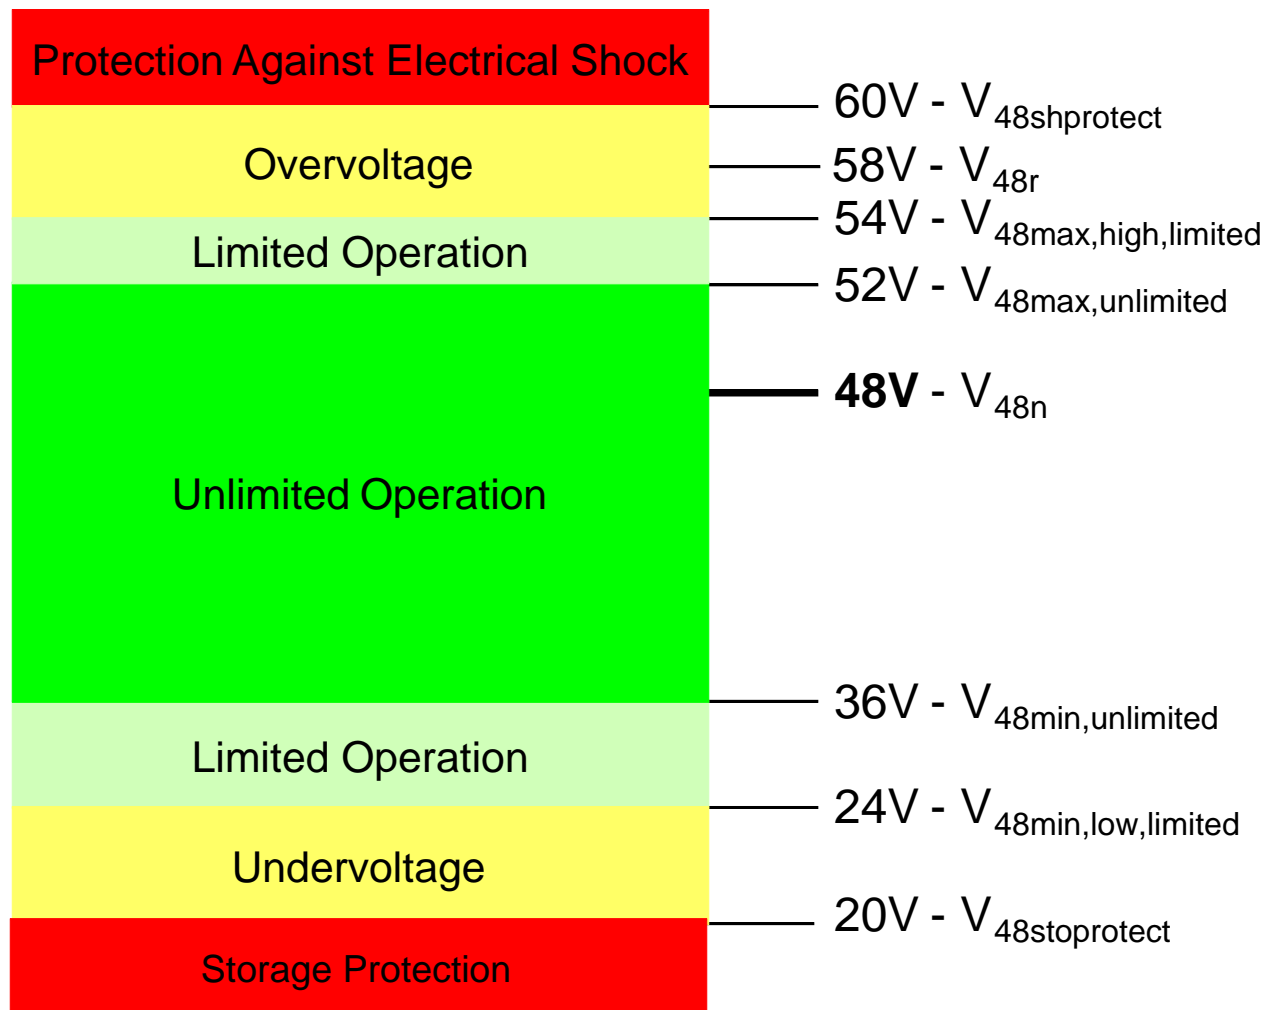 Protection Against Electrical Shock
60V - V48shprotect
Overvoltage
58V - V48r
54V - V48max,high,limited
Limited Operation
52V - V48max,unlimited
48V - V48n
Unlimited Operation
36V - V48min,unlimited
Limited Operation
24V - V48min,low,limited
Undervoltage
20V - V48stoprotect
Storage Protection